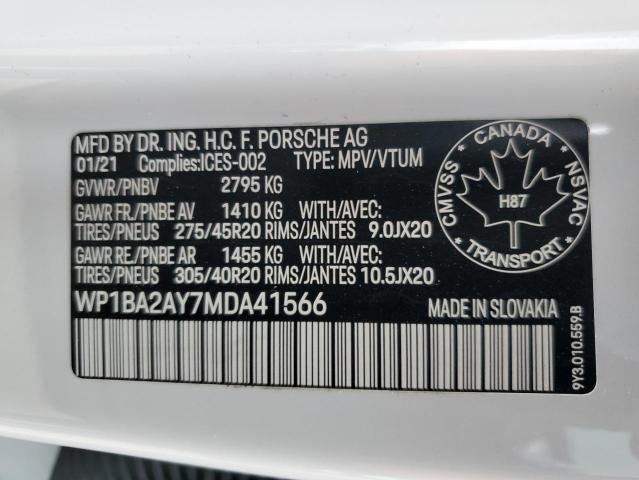 MFD BY DR. ING. H.C. F. PORSCHE AG
01/21 Complies:ICES-002 TYPE: MPV/VTUM
GVWR/PNBV 2795 KG
GAWR FR./PNBE AV 1410 KG WITH/AVEC:
TIRES/PNEUS 275/45R20 RIMS/JANTES 9.0JX20
GAWR RE./PNBE AR 1455 KG WITH/AVEC:
TIRES/PNEUS 305/40R20 RIMS/JANTES 10.5JX20
WP1BA2AY7MDA41566
MADE IN SLOVAKIA
CANADA
CMVSS
NSVAC
H87
TRANSPORT
9Y3.010.559.B